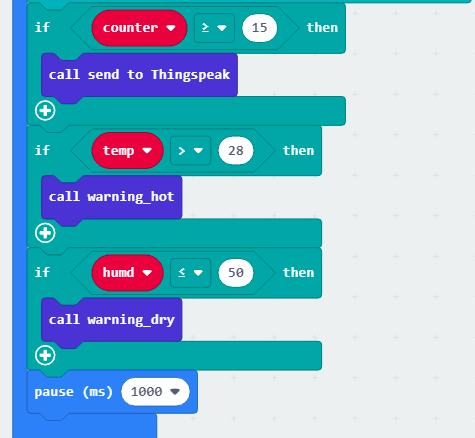 if counter ≥ 15 then
call send to Thingspeak
if temp > 28 then
call warning_hot
if humd ≤ 50 then
call warning_dry
pause (ms) 1000